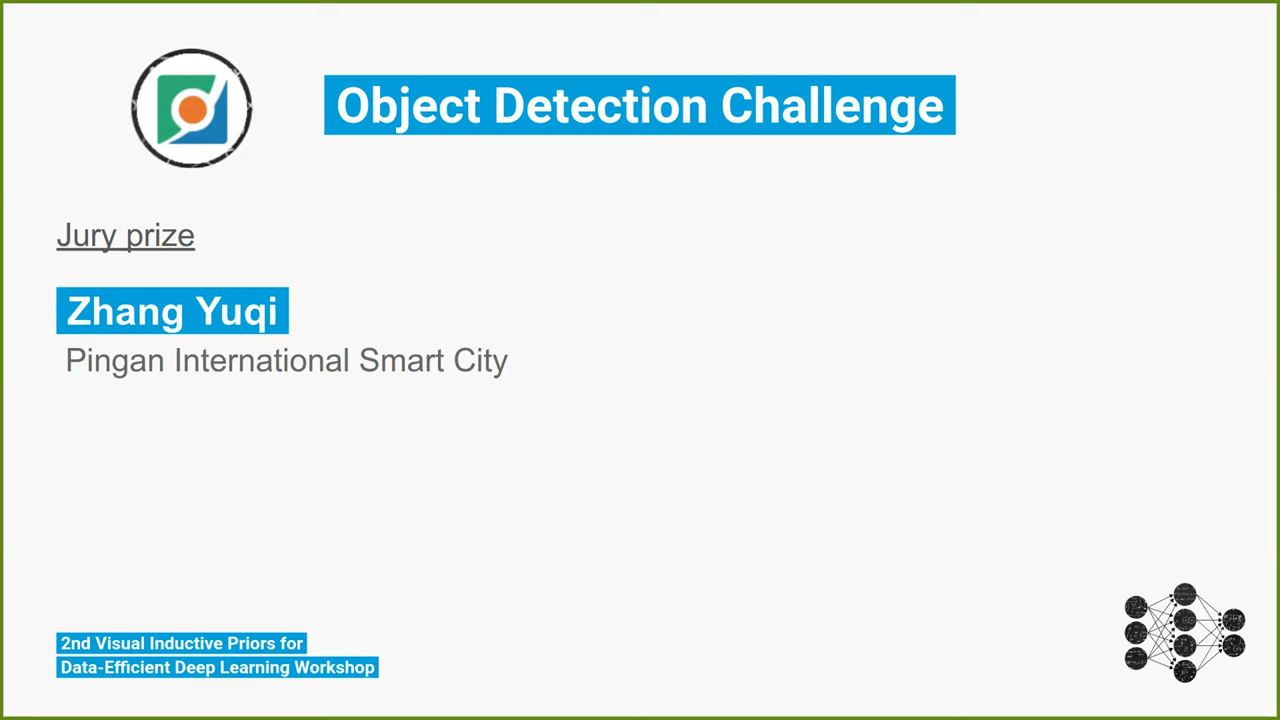 Object Detection Challenge
Jury prize
Zhang Yuqi
Pingan International Smart City
2nd Visual Inductive Priors for
Data-Efficient Deep Learning Workshop